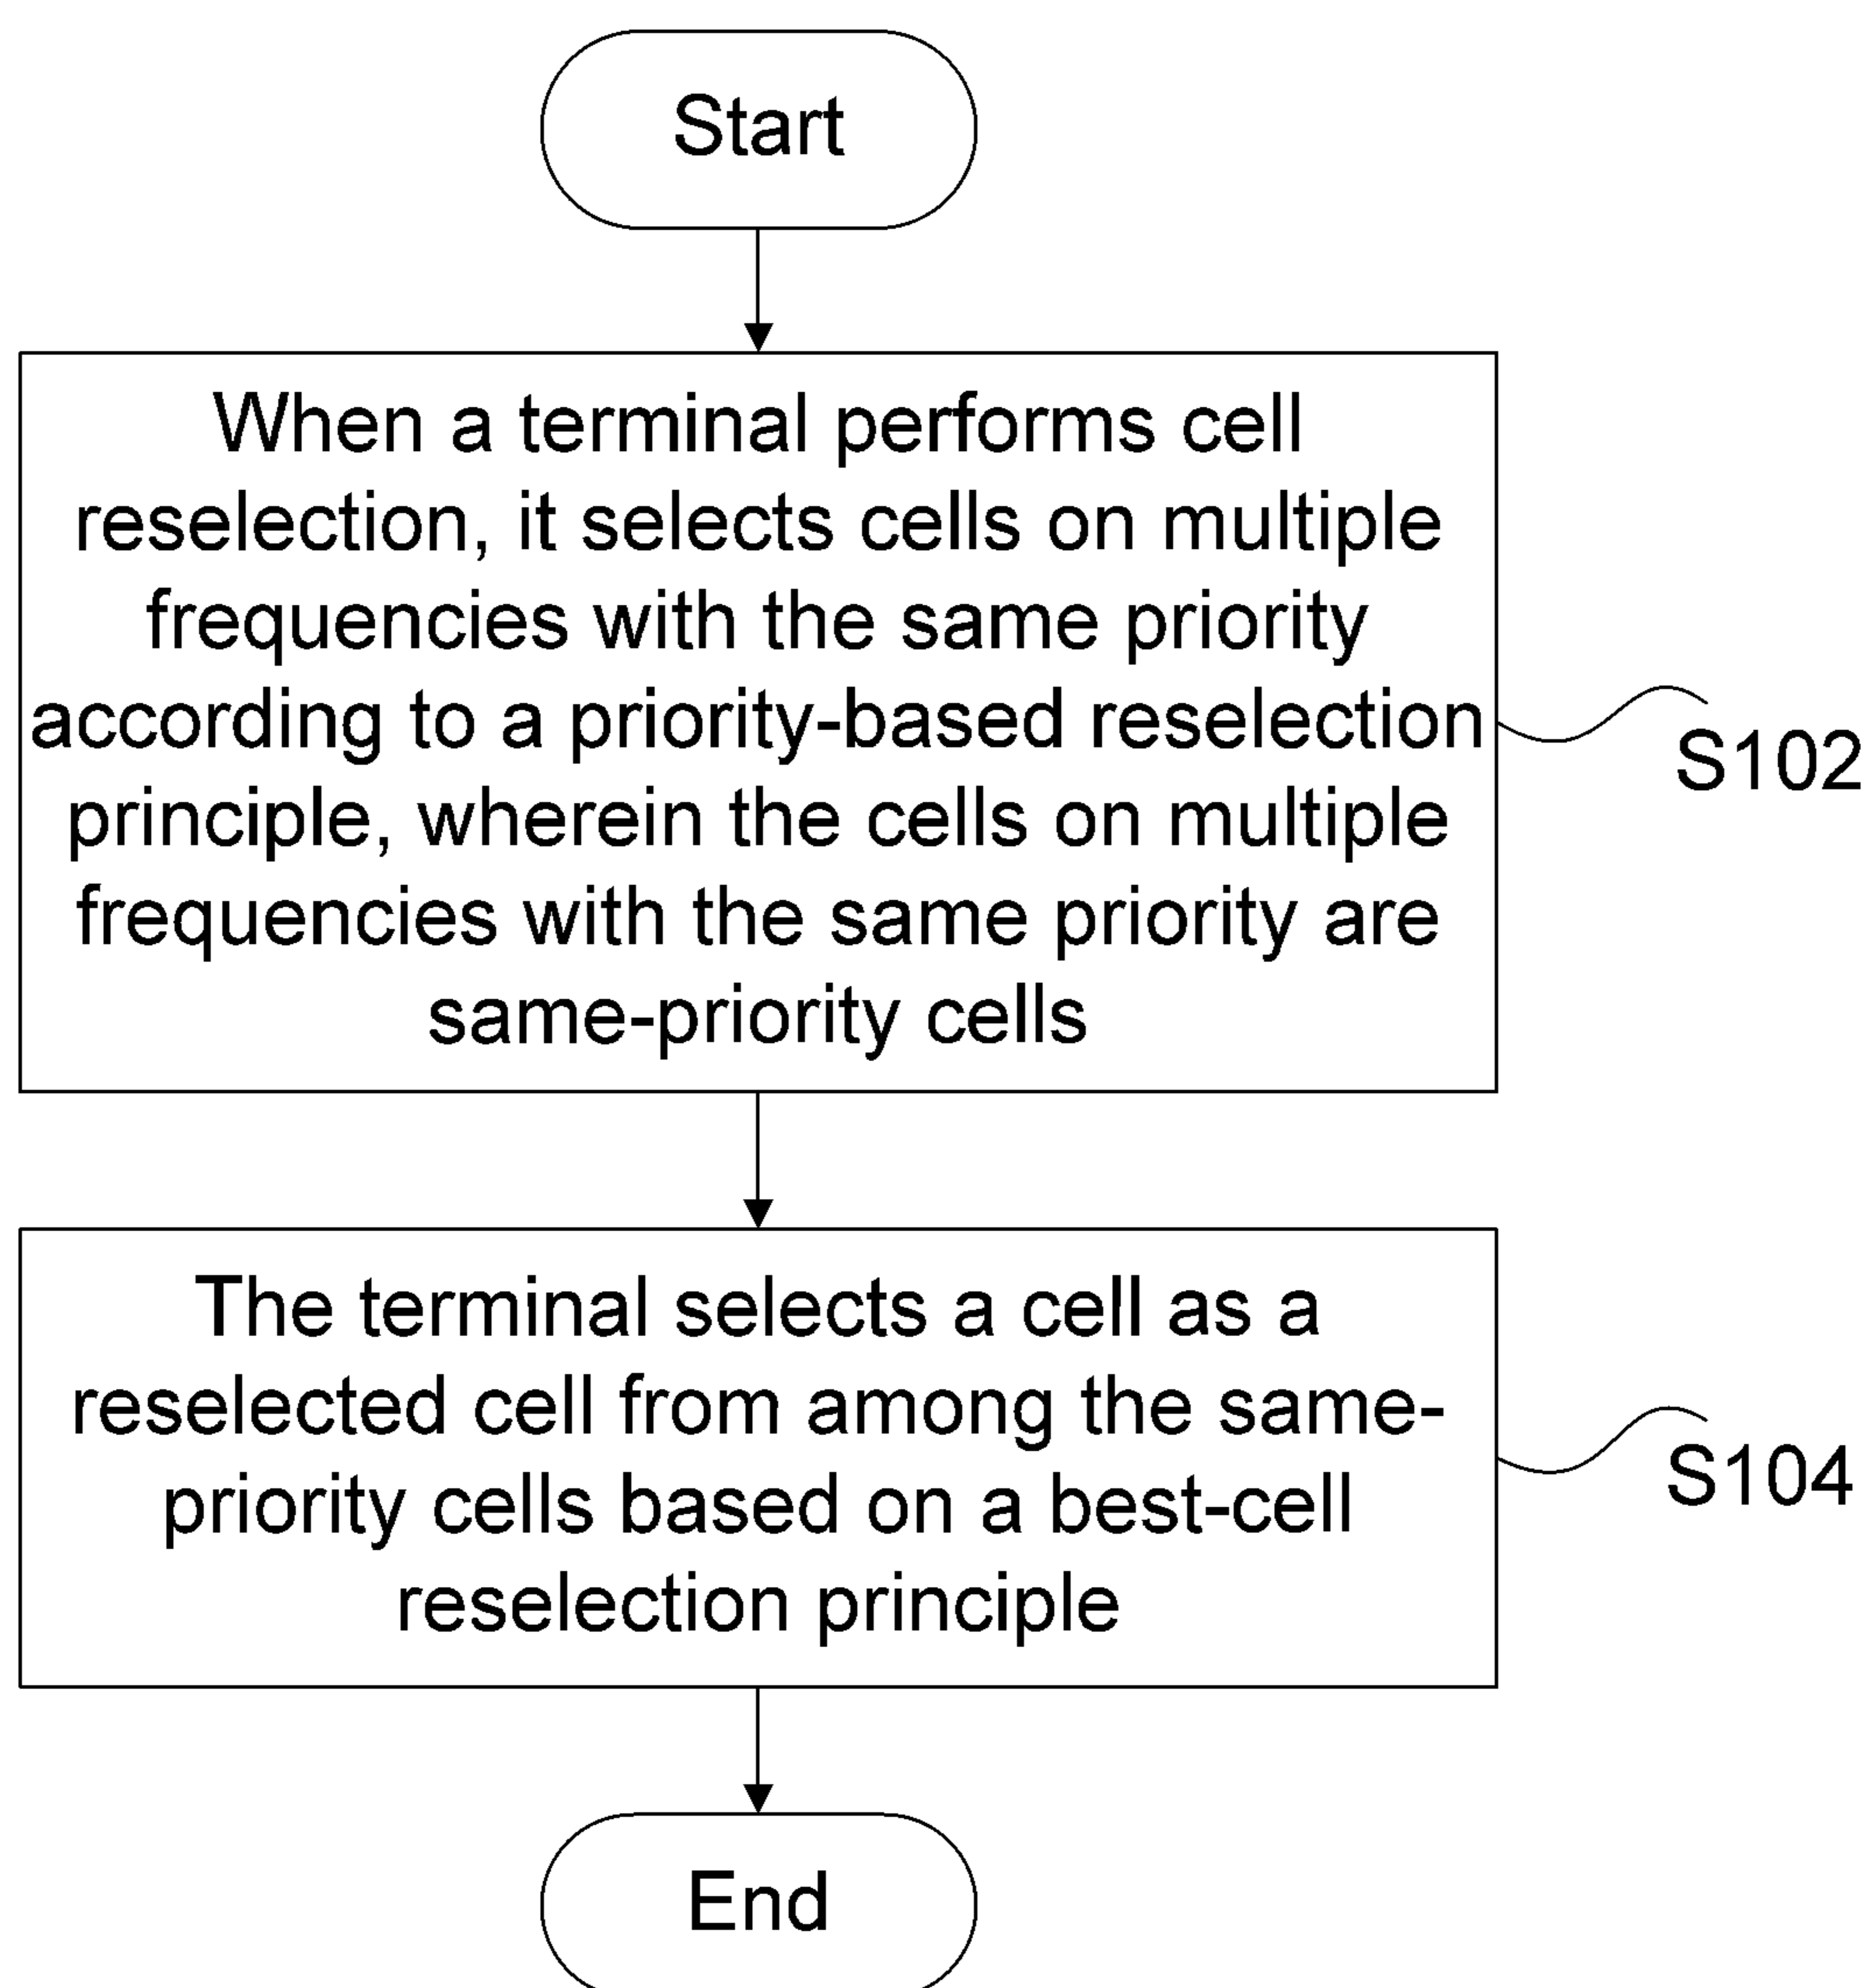 Start
When a terminal performs cell
reselection, it selects cells on multiple
frequencies with the same priority
according to a priority-based reselection
principle, wherein the cells on multiple
frequencies with the same priority are
same-priority cells
S102
The terminal selects a cell as a
reselected cell from among the same-
priority cells based on a best-cell
reselection principle
S104
End